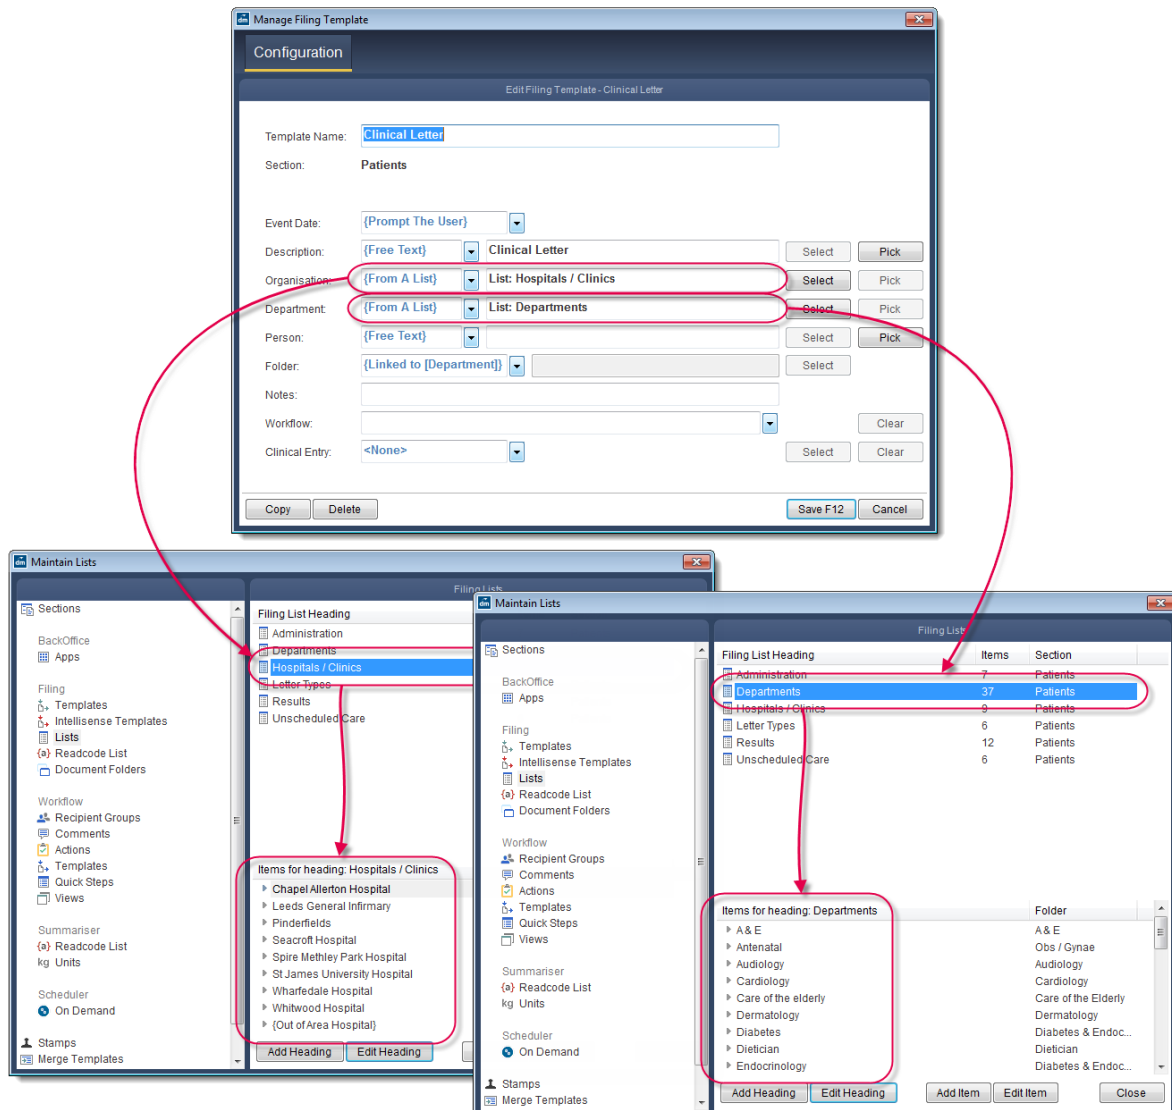 dm Manage Filing Template
Configuration
Edit Filing Template - Clinical Letter
Template Name: Clinical Letter
Section: Patients
Event Date: {Prompt The User}
Description: {Free Text} Clinical Letter Select Pick
Organisation: {From A List} List: Hospitals / Clinics Select Pick
Department: {From A List} List: Departments Select Pick
Person: {Free Text} Select Pick
Folder: {Linked to [Department]} Select
Notes:
Workflow: Clear
Clinical Entry: <None> Select Clear
Copy Delete Save F12 Cancel
dm Maintain Lists
Filing Lists
Sections
BackOffice
Apps
Filing
Templates
Intellisense Templates
Lists
{a} Readcode List
Document Folders
Workflow
Recipient Groups
Comments
Actions
Templates
Quick Steps
Views
Summariser
{a} Readcode List
kg Units
Scheduler
On Demand
Stamps
Merge Templates
Filing List Heading
Administration
Departments
Hospitals / Clinics
Letter Types
Results
Unscheduled Care
Items for heading: Hospitals / Clinics
Chapel Allerton Hospital
Leeds General Infirmary
Pinderfields
Seacroft Hospital
Spire Methley Park Hospital
St James University Hospital
Wharfedale Hospital
Whitwood Hospital
{Out of Area Hospital}
Add Heading Edit Heading
dm Maintain Lists
Filing Lists
Sections
BackOffice
Apps
Filing
Templates
Intellisense Templates
Lists
{a} Readcode List
Document Folders
Workflow
Recipient Groups
Comments
Actions
Templates
Quick Steps
Views
Summariser
{a} Readcode List
kg Units
Scheduler
On Demand
Stamps
Merge Templates
Filing List Heading Items Section
Administration 7 Patients
Departments 37 Patients
Hospitals / Clinics 9 Patients
Letter Types 6 Patients
Results 12 Patients
Unscheduled Care 6 Patients
Items for heading: Departments Folder
A & E A & E
Antenatal Obs / Gynae
Audiology Audiology
Cardiology Cardiology
Care of the elderly Care of the Elderly
Dermatology Dermatology
Diabetes Diabetes & Endoc...
Dietician Dietician
Endocrinology Diabetes & Endoc...
Add Heading Edit Heading Add Item Edit Item Close